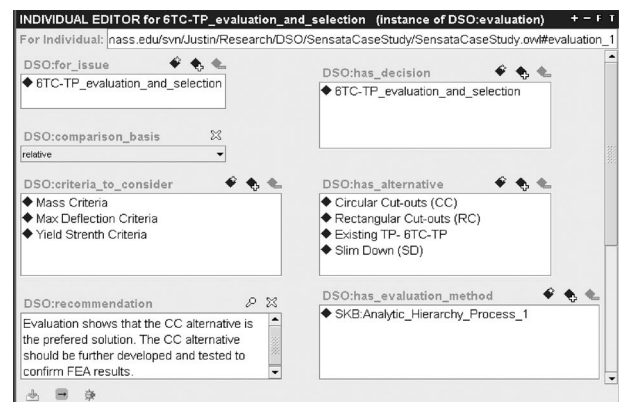 INDIVIDUAL EDITOR for 6TC-TP_evaluation_and_selection (instance of DSO:evaluation) + - F T
For Individual: nass.edu/svn/Justin/Research/DSO/SensataCaseStudy/SensataCaseStudy.owl#evaluation_1
DSO:for_issue
6TC-TP_evaluation_and_selection
DSO:has_decision
6TC-TP_evaluation_and_selection
DSO:comparison_basis
relative
DSO:criteria_to_consider
Mass Criteria
Max Deflection Criteria
Yield Strenth Criteria
DSO:has_alternative
Circular Cut-outs (CC)
Rectangular Cut-outs (RC)
Existing TP- 6TC-TP
Slim Down (SD)
DSO:recommendation
Evaluation shows that the CC alternative is
the prefered solution. The CC alternative
should be further developed and tested to
confirm FEA results.
DSO:has_evaluation_method
SKB:Analytic_Hierarchy_Process_1